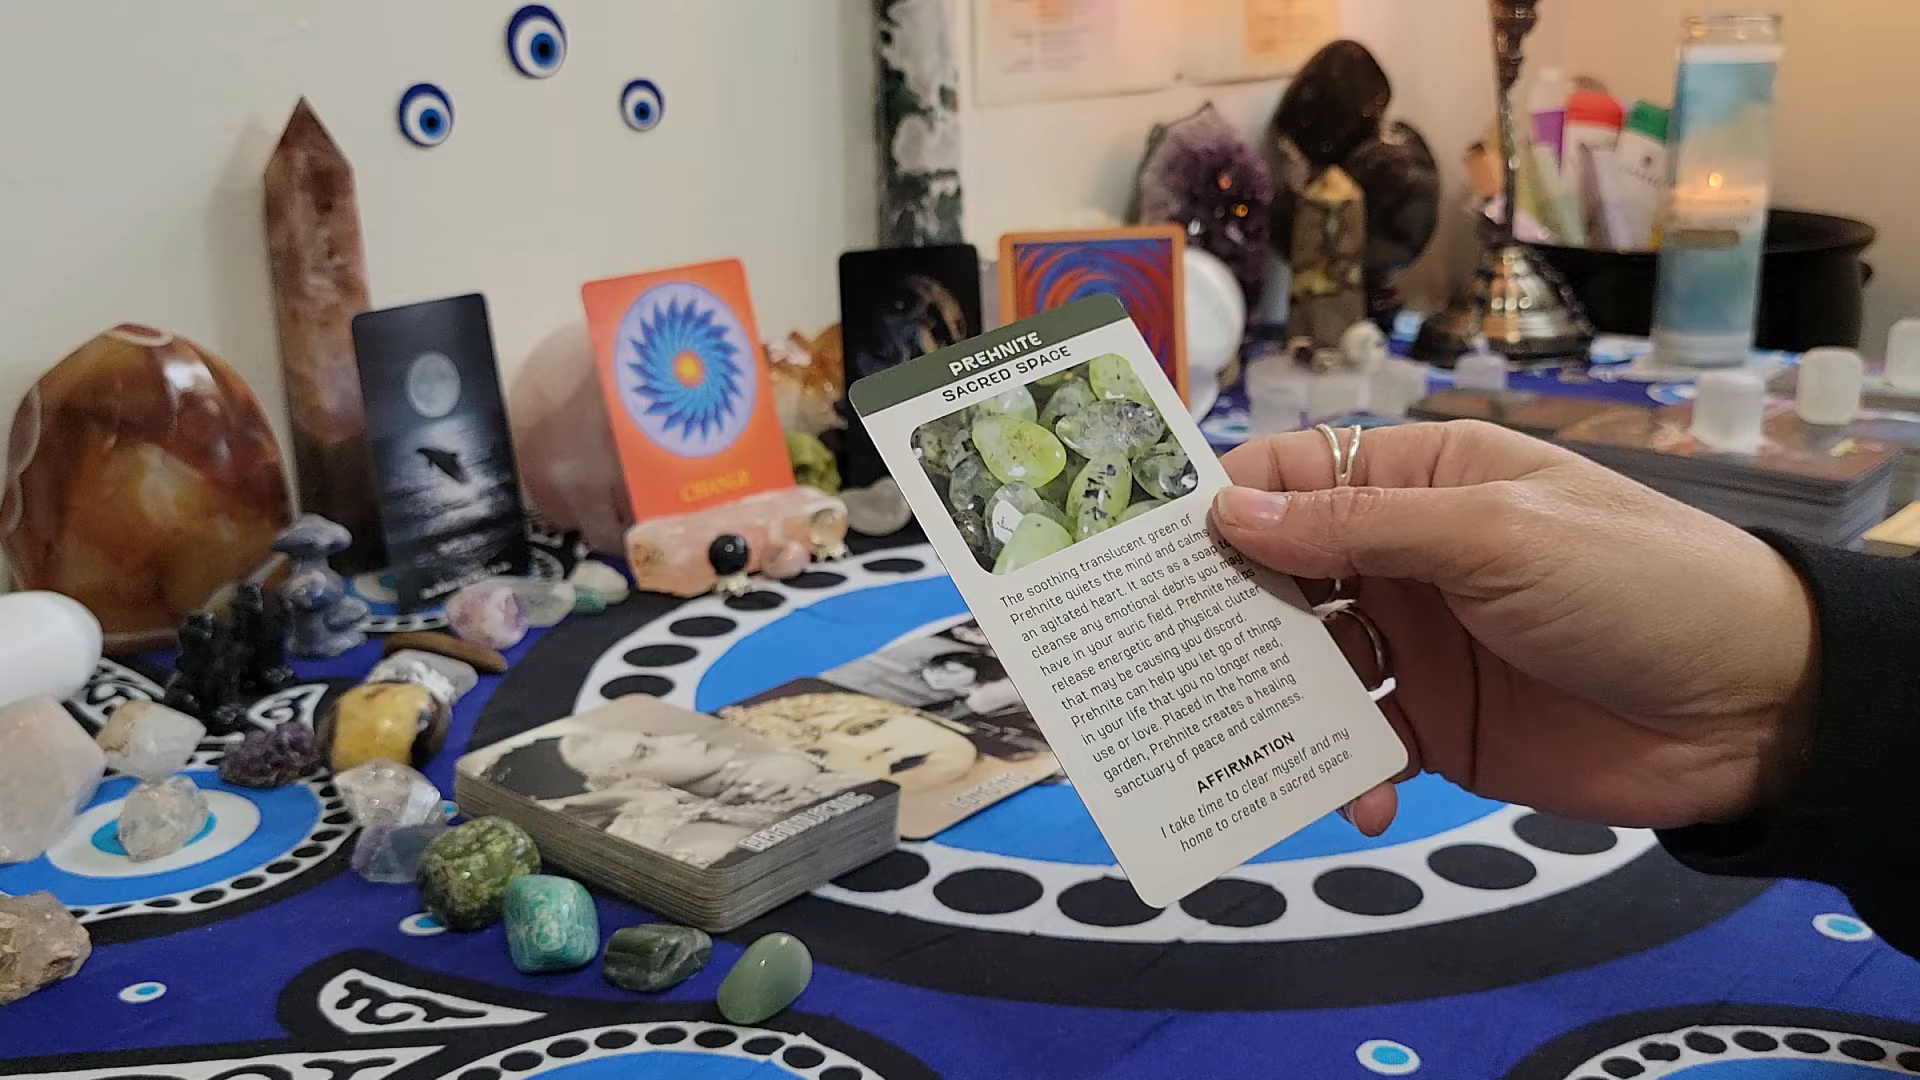 CHANGE
PREHNITE
SACRED SPACE
The soothing translucent green of
Prehnite quiets the mind and calms
an agitated heart. It acts as a soap to
cleanse any emotional debris you may
have in your auric field. Prehnite helps
release energetic and physical clutter
that may be causing you discord.
Prehnite can help you let go of things
in your life that you no longer need,
use or love. Placed in the home and
garden, Prehnite creates a healing
sanctuary of peace and calmness.
AFFIRMATION
I take time to clear myself and my
home to create a sacred space.